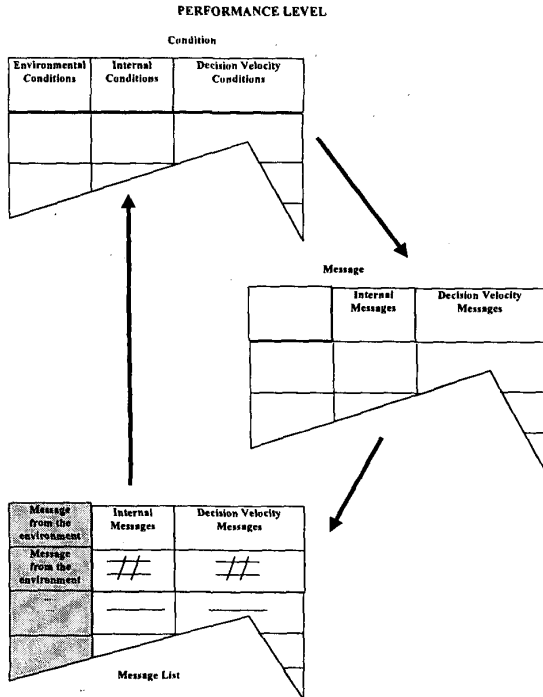 PERFORMANCE LEVEL
Condition
Environmental Conditions
Internal Conditions
Decision Velocity Conditions
Message
Internal Messages
Decision Velocity Messages
Message from the environment
Internal Messages
Decision Velocity Messages
Message from the environment
...
Message List